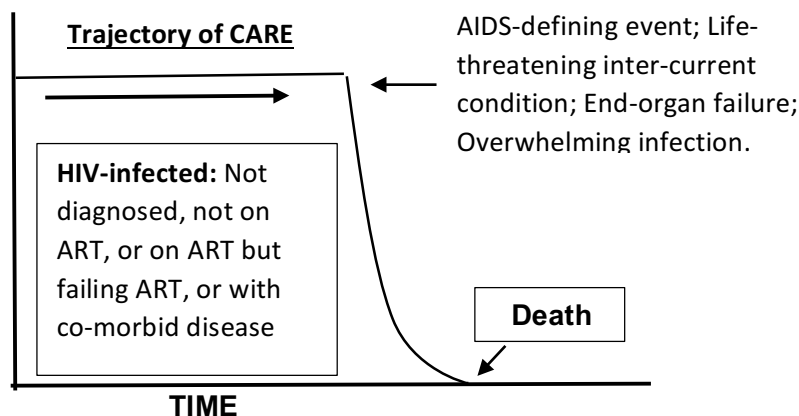 Trajectory of CARE
AIDS-defining event; Life-
threatening inter-current
condition; End-organ failure;
Overwhelming infection.
HIV-infected: Not
diagnosed, not on
ART, or on ART but
failing ART, or with
co-morbid disease
Death
TIME